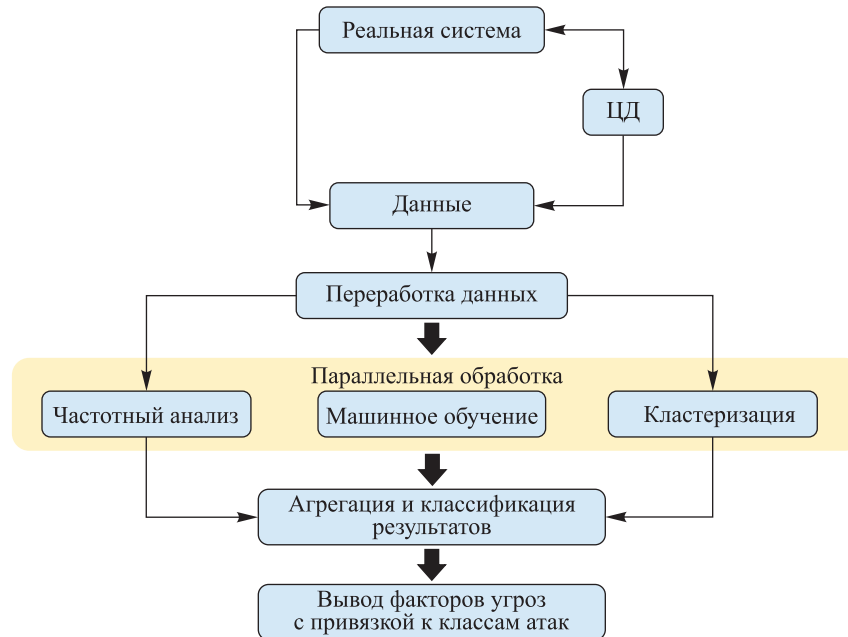 Реальная система
ЦД
Данные
Переработка данных
Параллельная обработка
Частотный анализ
Машинное обучение
Кластеризация
Агрегация и классификация
результатов
Вывод факторов угроз
с привязкой к классам атак